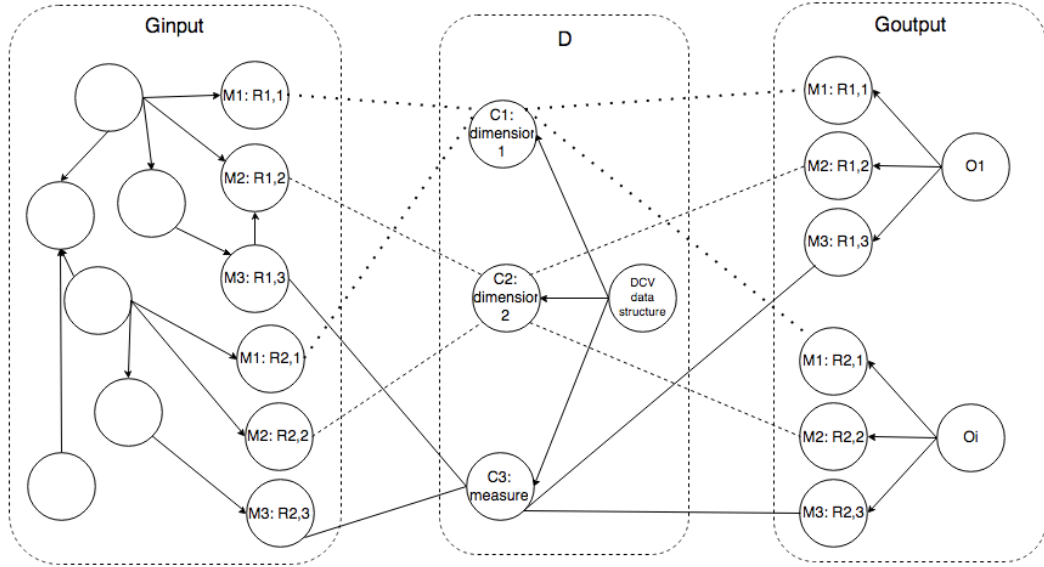 Ginput
D
Goutput
M1: R1,1
M2: R1,2
M3: R1,3
M1: R2,1
M2: R2,2
M3: R2,3
C1:
dimension
1
C2:
dimension
2
DCV
data
structure
C3:
measure
M1: R1,1
M2: R1,2
M3: R1,3
O1
M1: R2,1
M2: R2,2
M3: R2,3
Oi